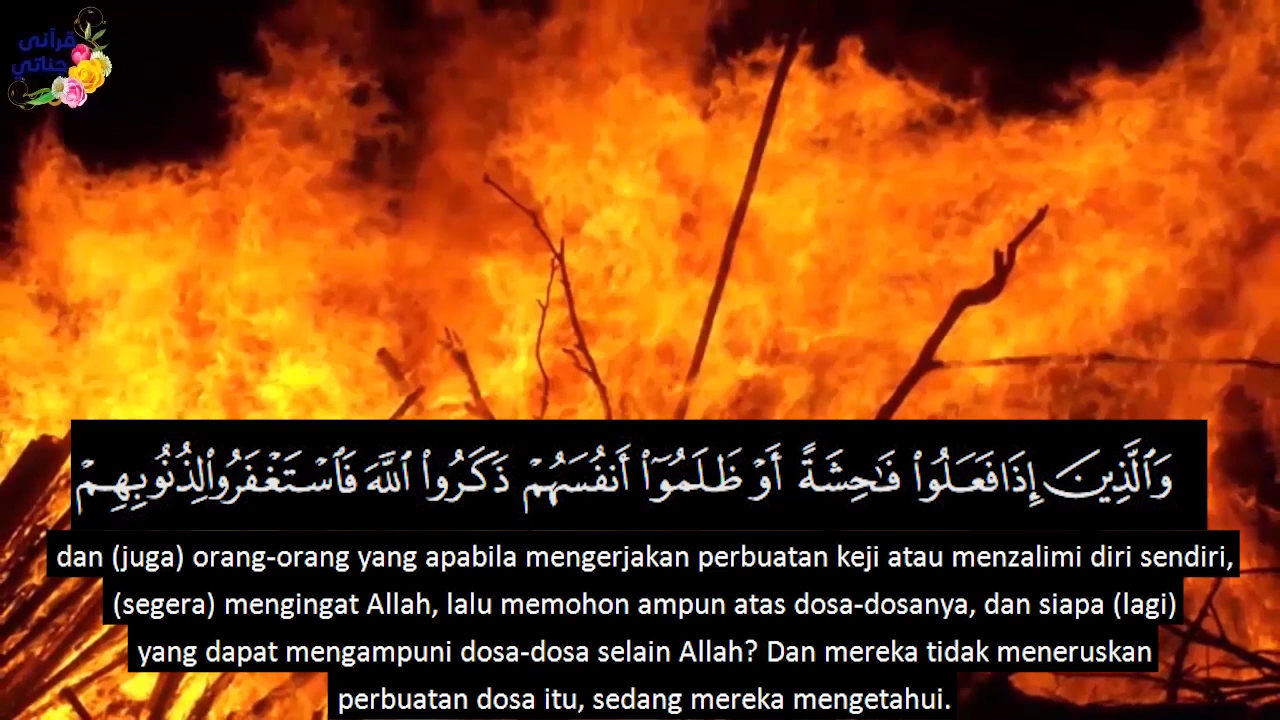 قرآني
جناتي
وَٱلَّذِينَ إِذَا فَعَلُوا۟ فَـٰحِشَةً أَوْ ظَلَمُوٓا۟ أَنفُسَهُمْ ذَكَرُوا۟ ٱللَّهَ فَٱسْتَغْفَرُوا۟ لِذُنُوبِهِمْ
dan (juga) orang-orang yang apabila mengerjakan perbuatan keji atau menzalimi diri sendiri,
(segera) mengingat Allah, lalu memohon ampun atas dosa-dosanya, dan siapa (lagi)
yang dapat mengampuni dosa-dosa selain Allah? Dan mereka tidak meneruskan
perbuatan dosa itu, sedang mereka mengetahui.